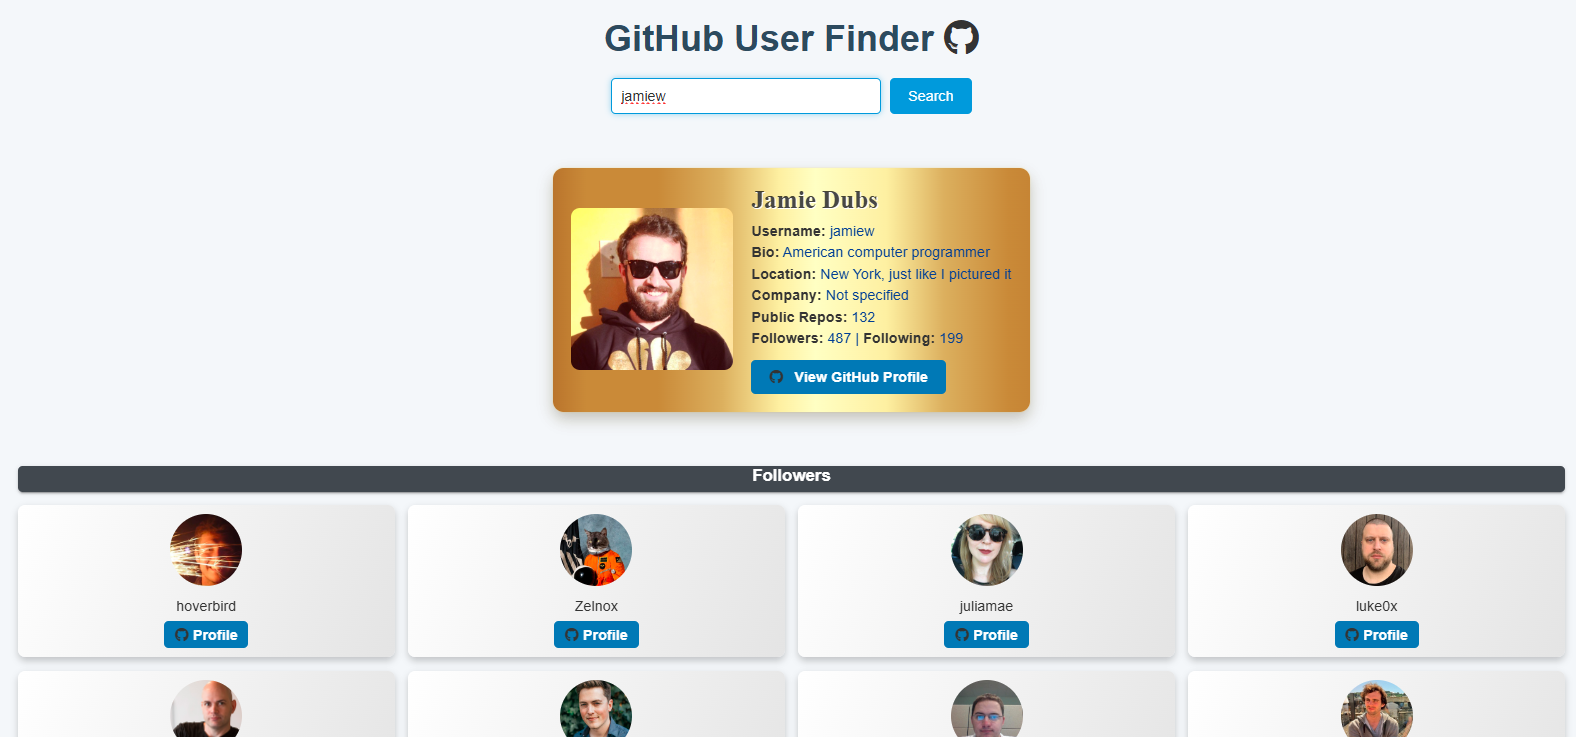 GitHub User Finder
jamiew
Search
Jamie Dubs
Username: jamiew
Bio: American computer programmer
Location: New York, just like I pictured it
Company: Not specified
Public Repos: 132
Followers: 487 | Following: 199
View GitHub Profile
Followers
hoverbird
Profile
Zelnox
Profile
juliamae
Profile
luke0x
Profile